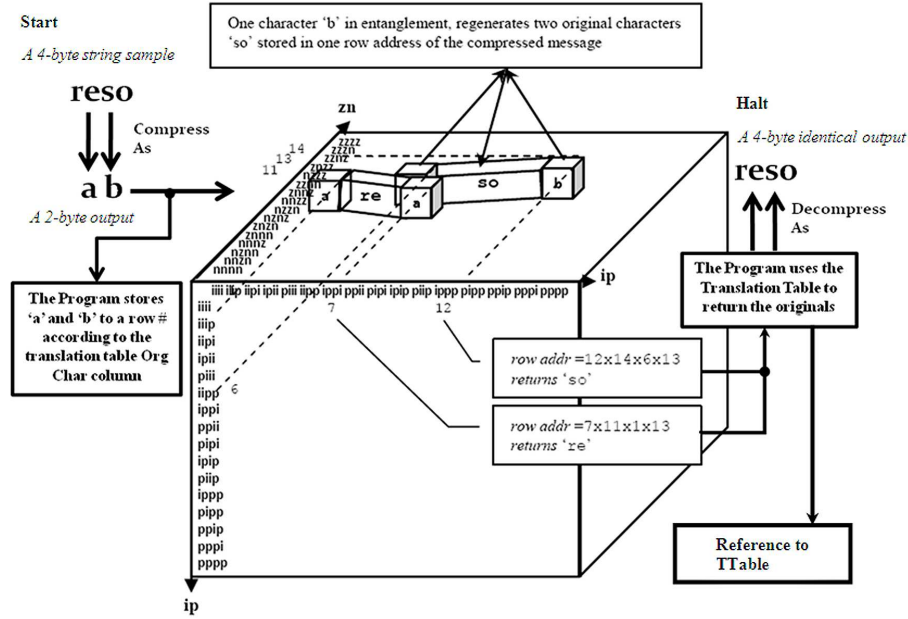 Start
A 4-byte string sample
reso
Compress
As
a b
A 2-byte output
The Program stores
‘a’ and ‘b’ to a row #
according to the
translation table Org
Char column
One character ‘b’ in entanglement, regenerates two original characters
‘so’ stored in one row address of the compressed message
zn
14
13
11
zzzz
zzzn
zznz
znzz
zznn
znnz
nnzz
nzzn
nznz
znnn
nnnz
nnzn
nznn
nnnn
a
re
a
so
b
ip
iiii iiip iipi ipii piii iipp ippi ppii pipi ipip piip ippp pipp ppip pppi pppp
7
12
iiii
iiip
iipi
ipii
piii
iipp
6
ippi
ppii
pipi
ipip
piip
ippp
pipp
ppip
pppi
pppp
ip
row addr =12x14x6x13
returns ‘so’
row addr =7x11x1x13
returns ‘re’
Halt
A 4-byte identical output
reso
Decompress
As
The Program uses the
Translation Table to
return the originals
Reference to
TTable